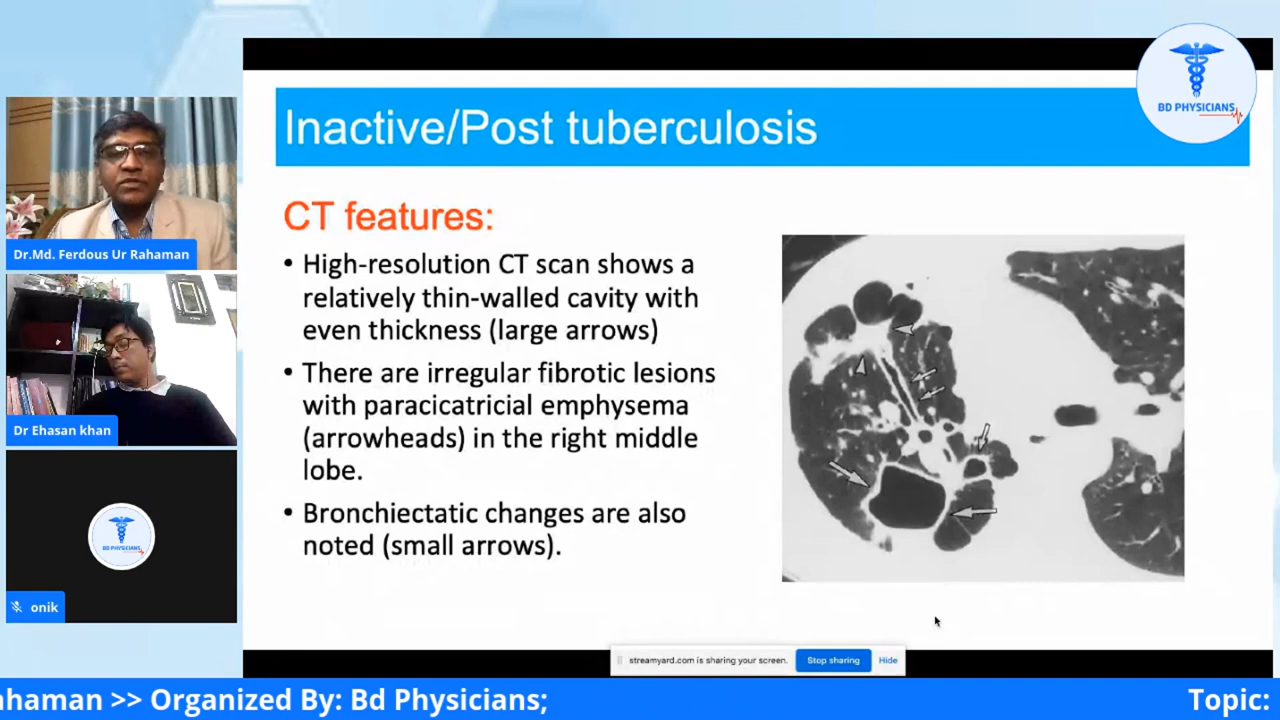 BD PHYSICIANS
Inactive/Post tuberculosis
CT features:
• High-resolution CT scan shows a
relatively thin-walled cavity with
even thickness (large arrows)
• There are irregular fibrotic lesions
with paracicatricial emphysema
(arrowheads) in the right middle
lobe.
• Bronchiectatic changes are also
noted (small arrows).
Dr.Md. Ferdous Ur Rahaman
Dr Ehasan khan
BD PHYSICIANS
onik
streamyard.com is sharing your screen.
Stop sharing
Hide
ahaman >> Organized By: Bd Physicians;
Topic: